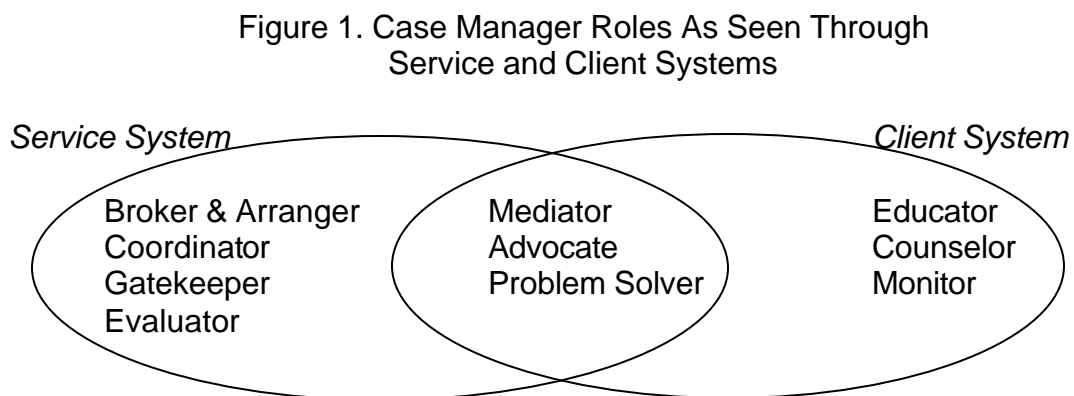 Figure 1. Case Manager Roles As Seen Through
Service and Client Systems
Service System
Client System
Broker & Arranger
Coordinator
Gatekeeper
Evaluator
Mediator
Advocate
Problem Solver
Educator
Counselor
Monitor